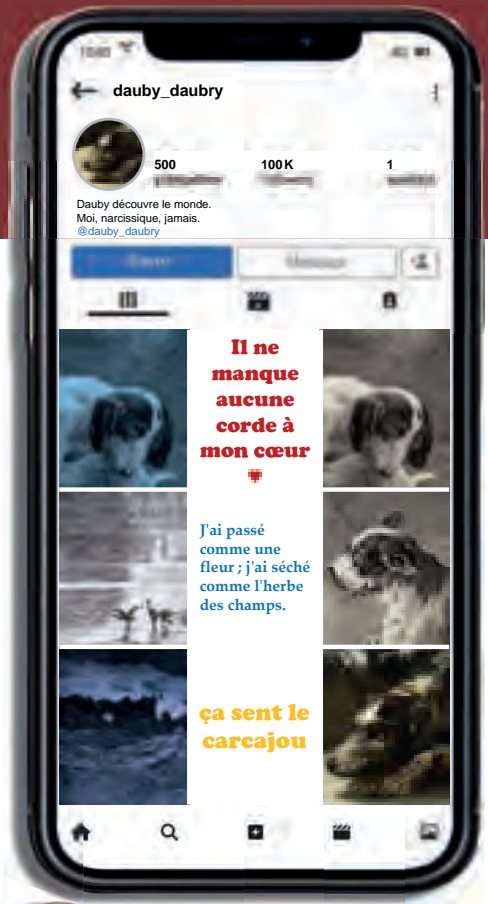 dauby_daubry
500
100 K
1
Dauby découvre le monde.
Moi, narcissique, jamais.
@dauby_daubry
Il ne
manque
aucune
corde à
mon cœur
J'ai passé
comme une
fleur ; j'ai séché
comme l'herbe
des champs.
ça sent le
carcajou